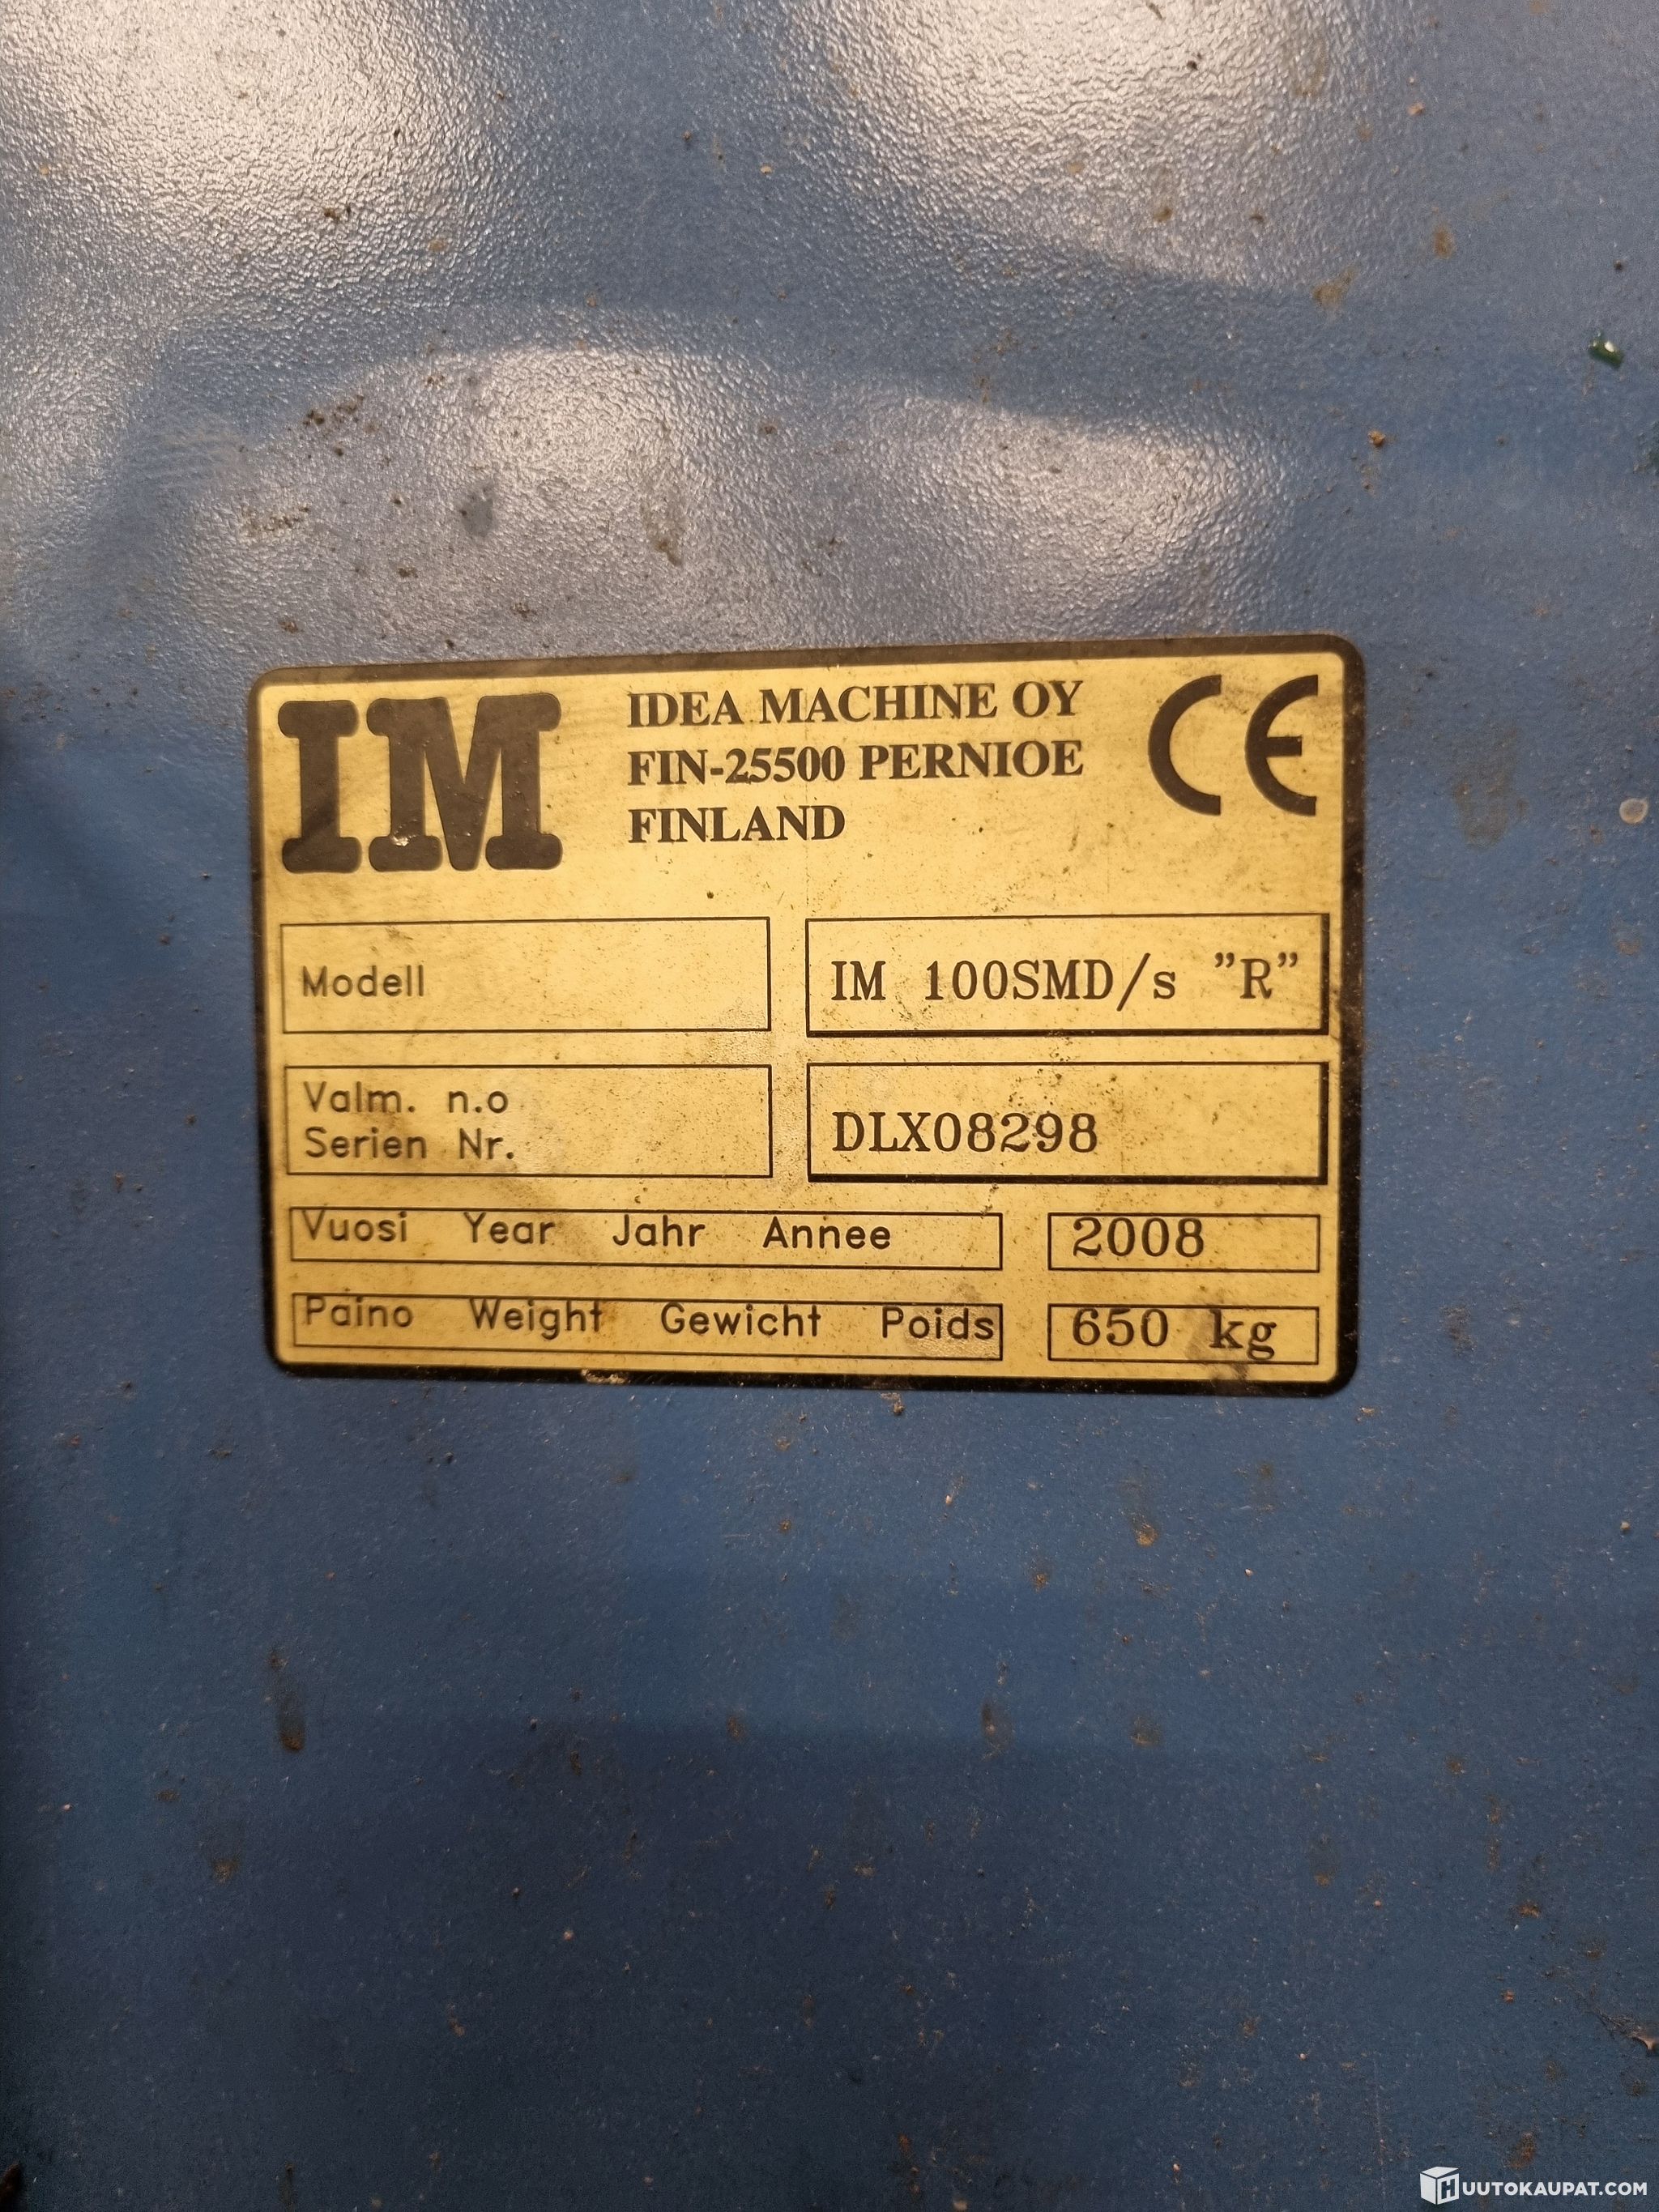 IM
IDEA MACHINE OY
FIN-25500 PERNIOE
FINLAND
CE
Modell
IM 100SMD/s "R"
Valm. n.o
Serien Nr.
DLX08298
Vuosi Year Jahr Annee
2008
Paino Weight Gewicht Poids
650 kg
HUUTOKAUPAT.COM